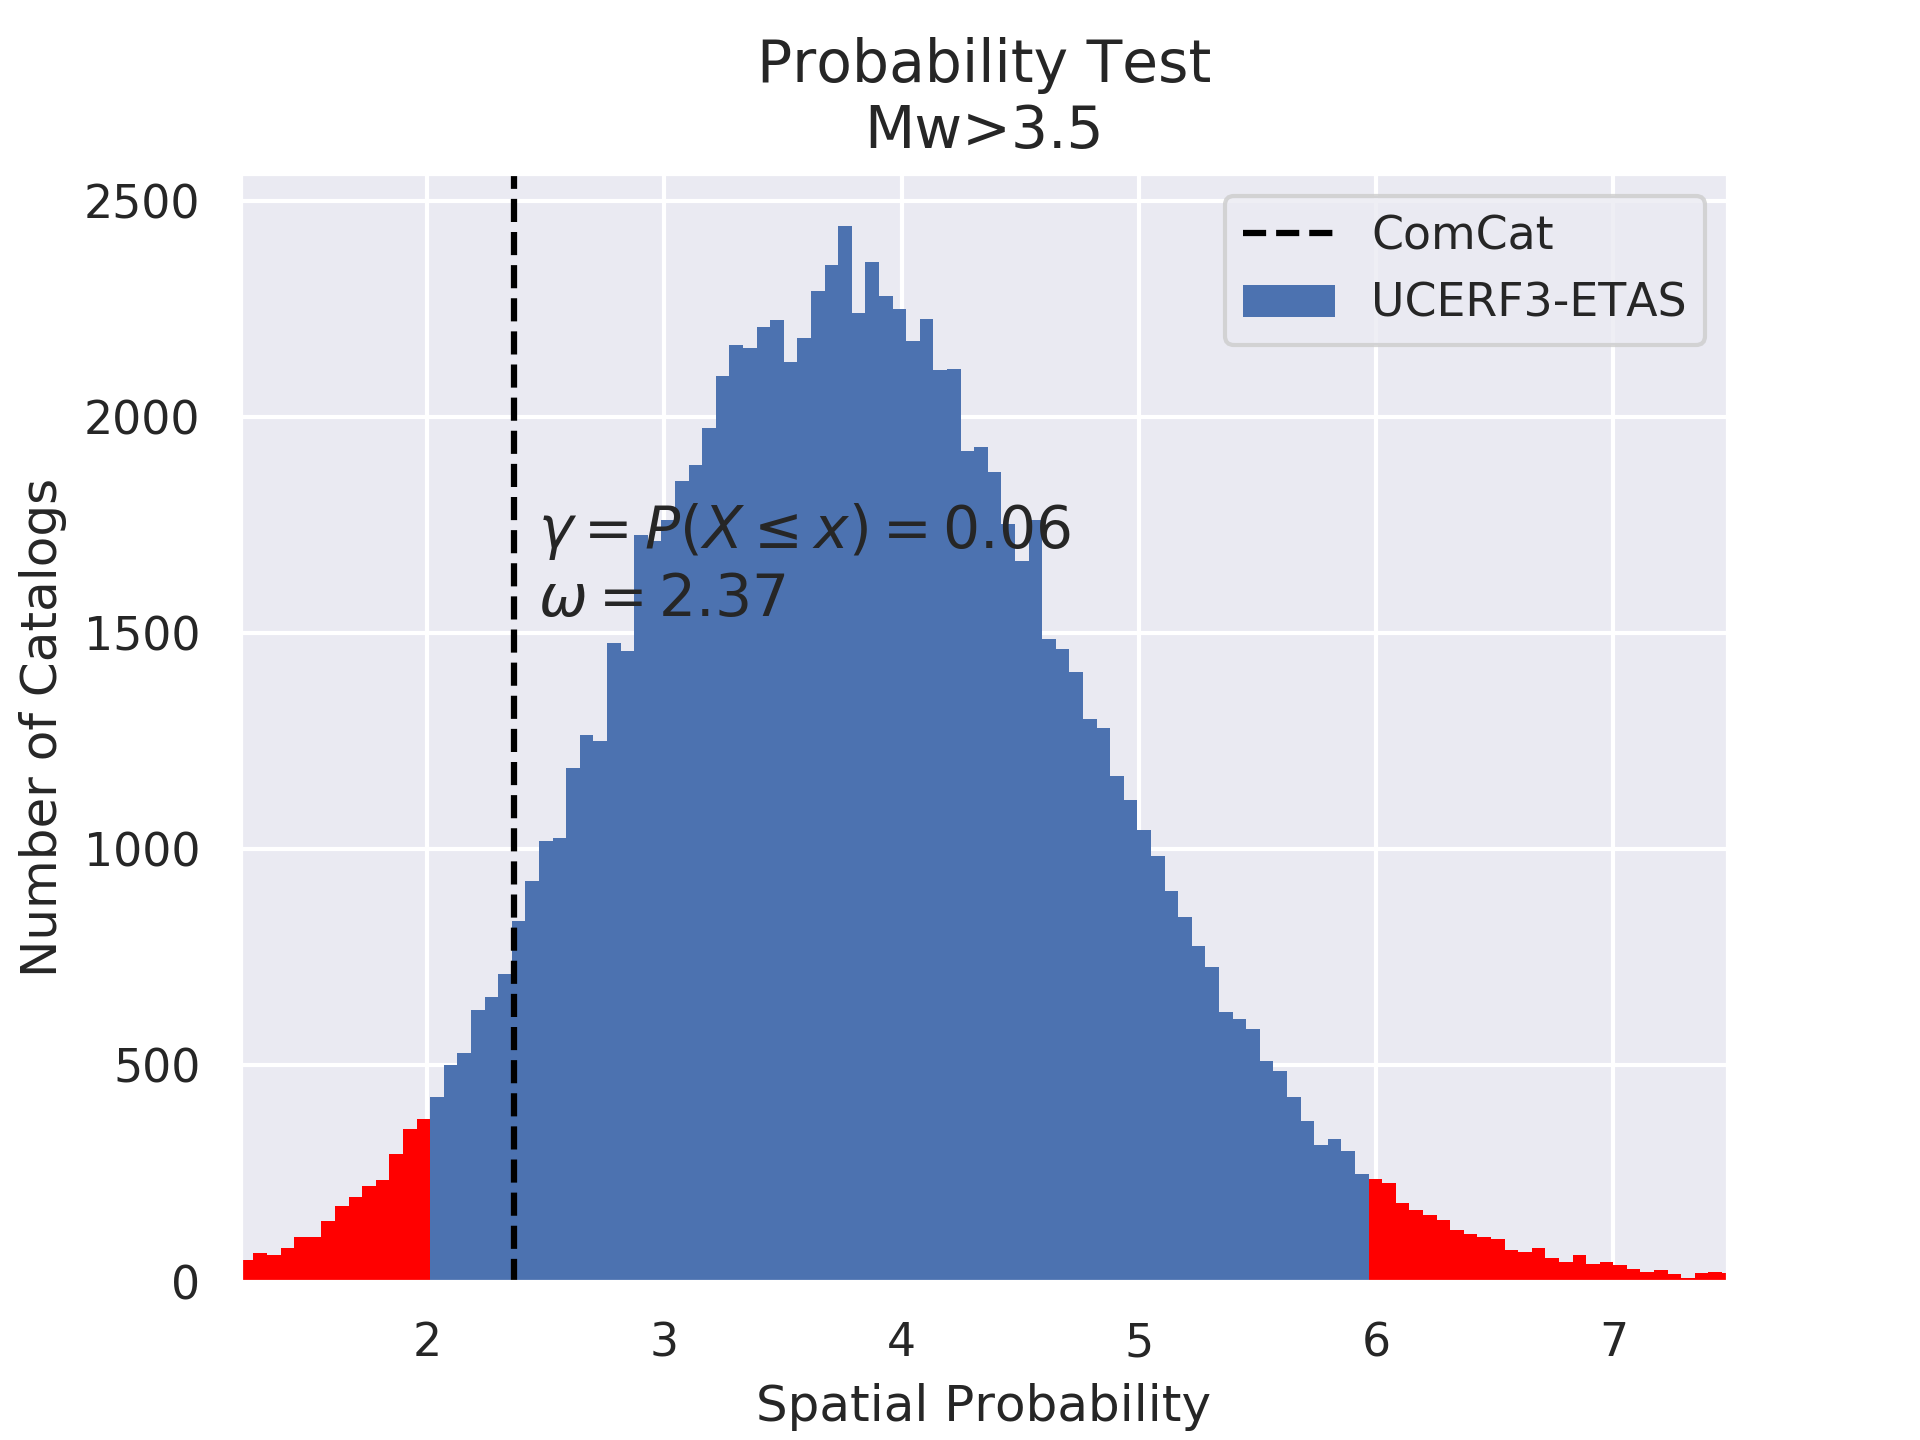 Probability Test
Mw>3.5
2500
2000
1500
1000
500
0
Number of Catalogs
ComCat
UCERF3-ETAS
γ = P(X ≤ x) = 0.06
ω = 2.37
2 3 4 5 6 7
Spatial Probability